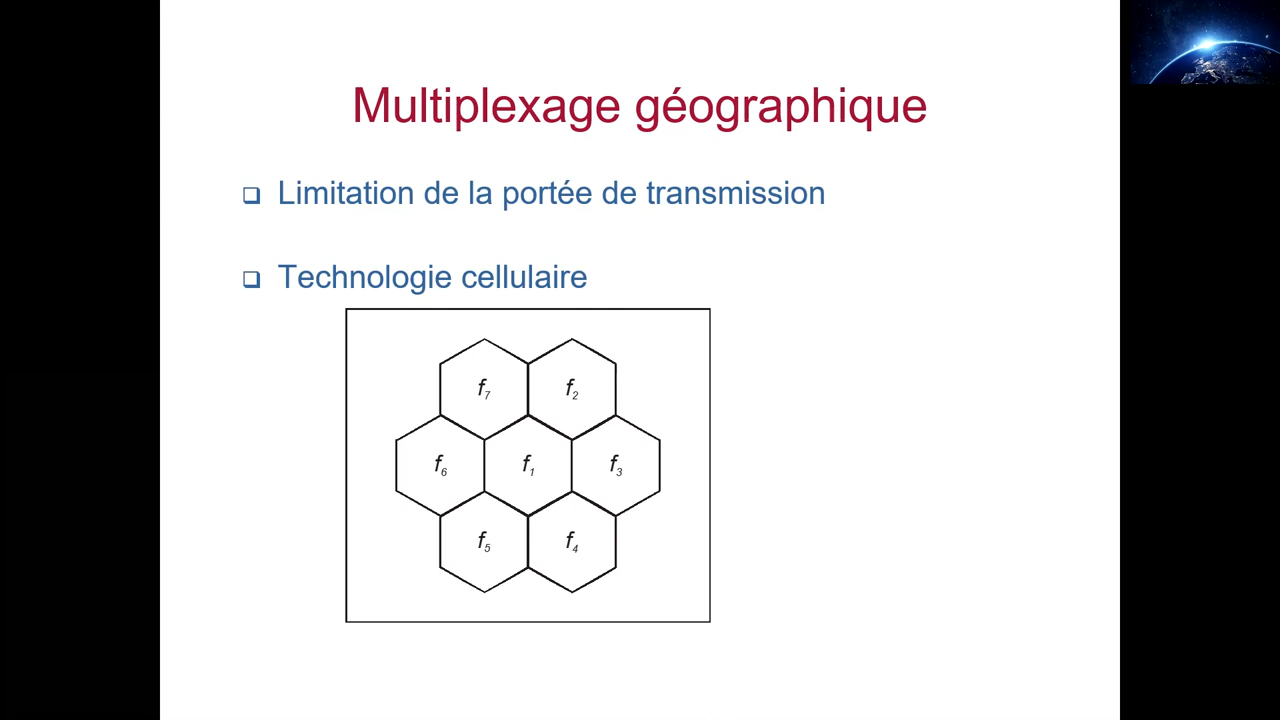 Multiplexage géographique
Limitation de la portée de transmission
Technologie cellulaire
f7 f2
f6 f1 f3
f5 f4